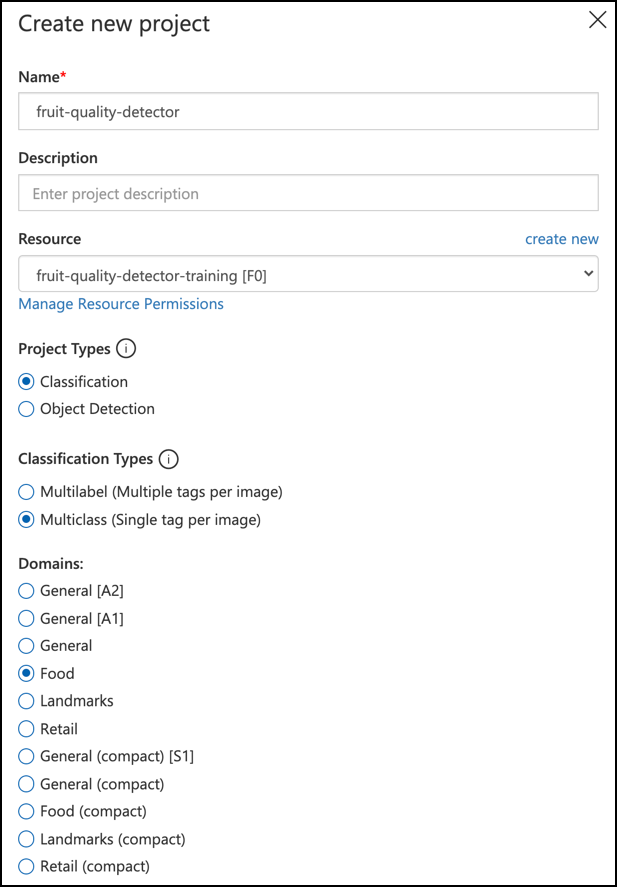 Create new project
Name*
fruit-quality-detector
Description
Enter project description
Resource create new
fruit-quality-detector-training [F0]
Manage Resource Permissions
Project Types i
Classification
Object Detection
Classification Types i
Multilabel (Multiple tags per image)
Multiclass (Single tag per image)
Domains:
General [A2]
General [A1]
General
Food
Landmarks
Retail
General (compact) [S1]
General (compact)
Food (compact)
Landmarks (compact)
Retail (compact)